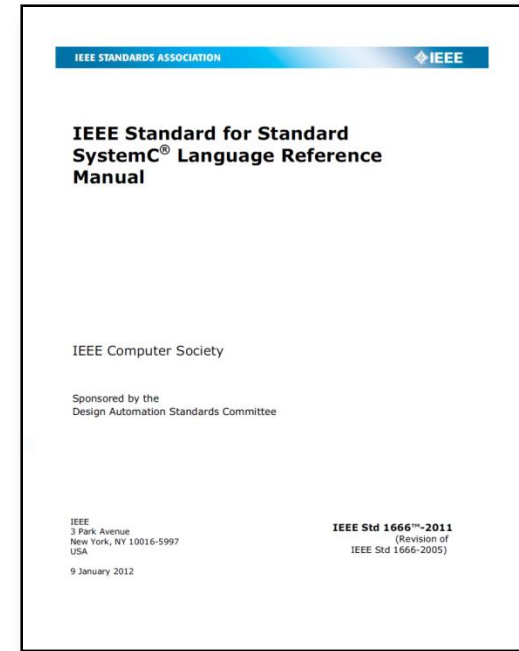 IEEE STANDARDS ASSOCIATION
IEEE
IEEE Standard for Standard
SystemC® Language Reference
Manual
IEEE Computer Society
Sponsored by the
Design Automation Standards Committee
IEEE
3 Park Avenue
New York, NY 10016-5997
USA
9 January 2012
IEEE Std 1666™-2011
(Revision of
IEEE Std 1666-2005)